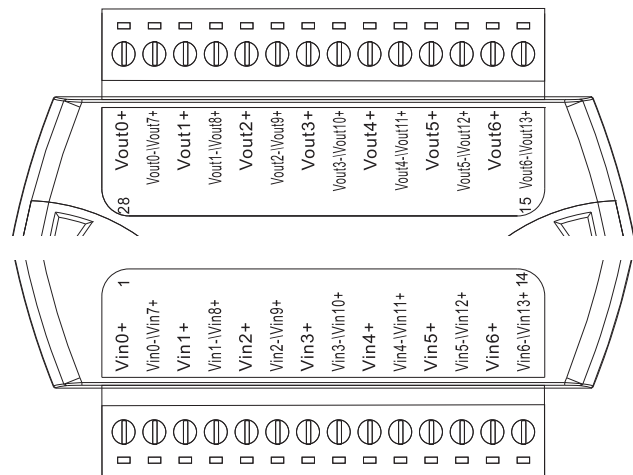 Vout0+
Vout0-\Vout7+
Vout1+
Vout1-\Vout8+
Vout2+
Vout2-\Vout9+
Vout3+
Vout3-\Vout10+
Vout4+
Vout4-\Vout11+
Vout5+
Vout5-\Vout12+
Vout6+
Vout6-\Vout13+
28
15
1
14
Vin0+
Vin0-\Vin7+
Vin1+
Vin1-\Vin8+
Vin2+
Vin2-\Vin9+
Vin3+
Vin3-\Vin10+
Vin4+
Vin4-\Vin11+
Vin5+
Vin5-\Vin12+
Vin6+
Vin6-\Vin13+